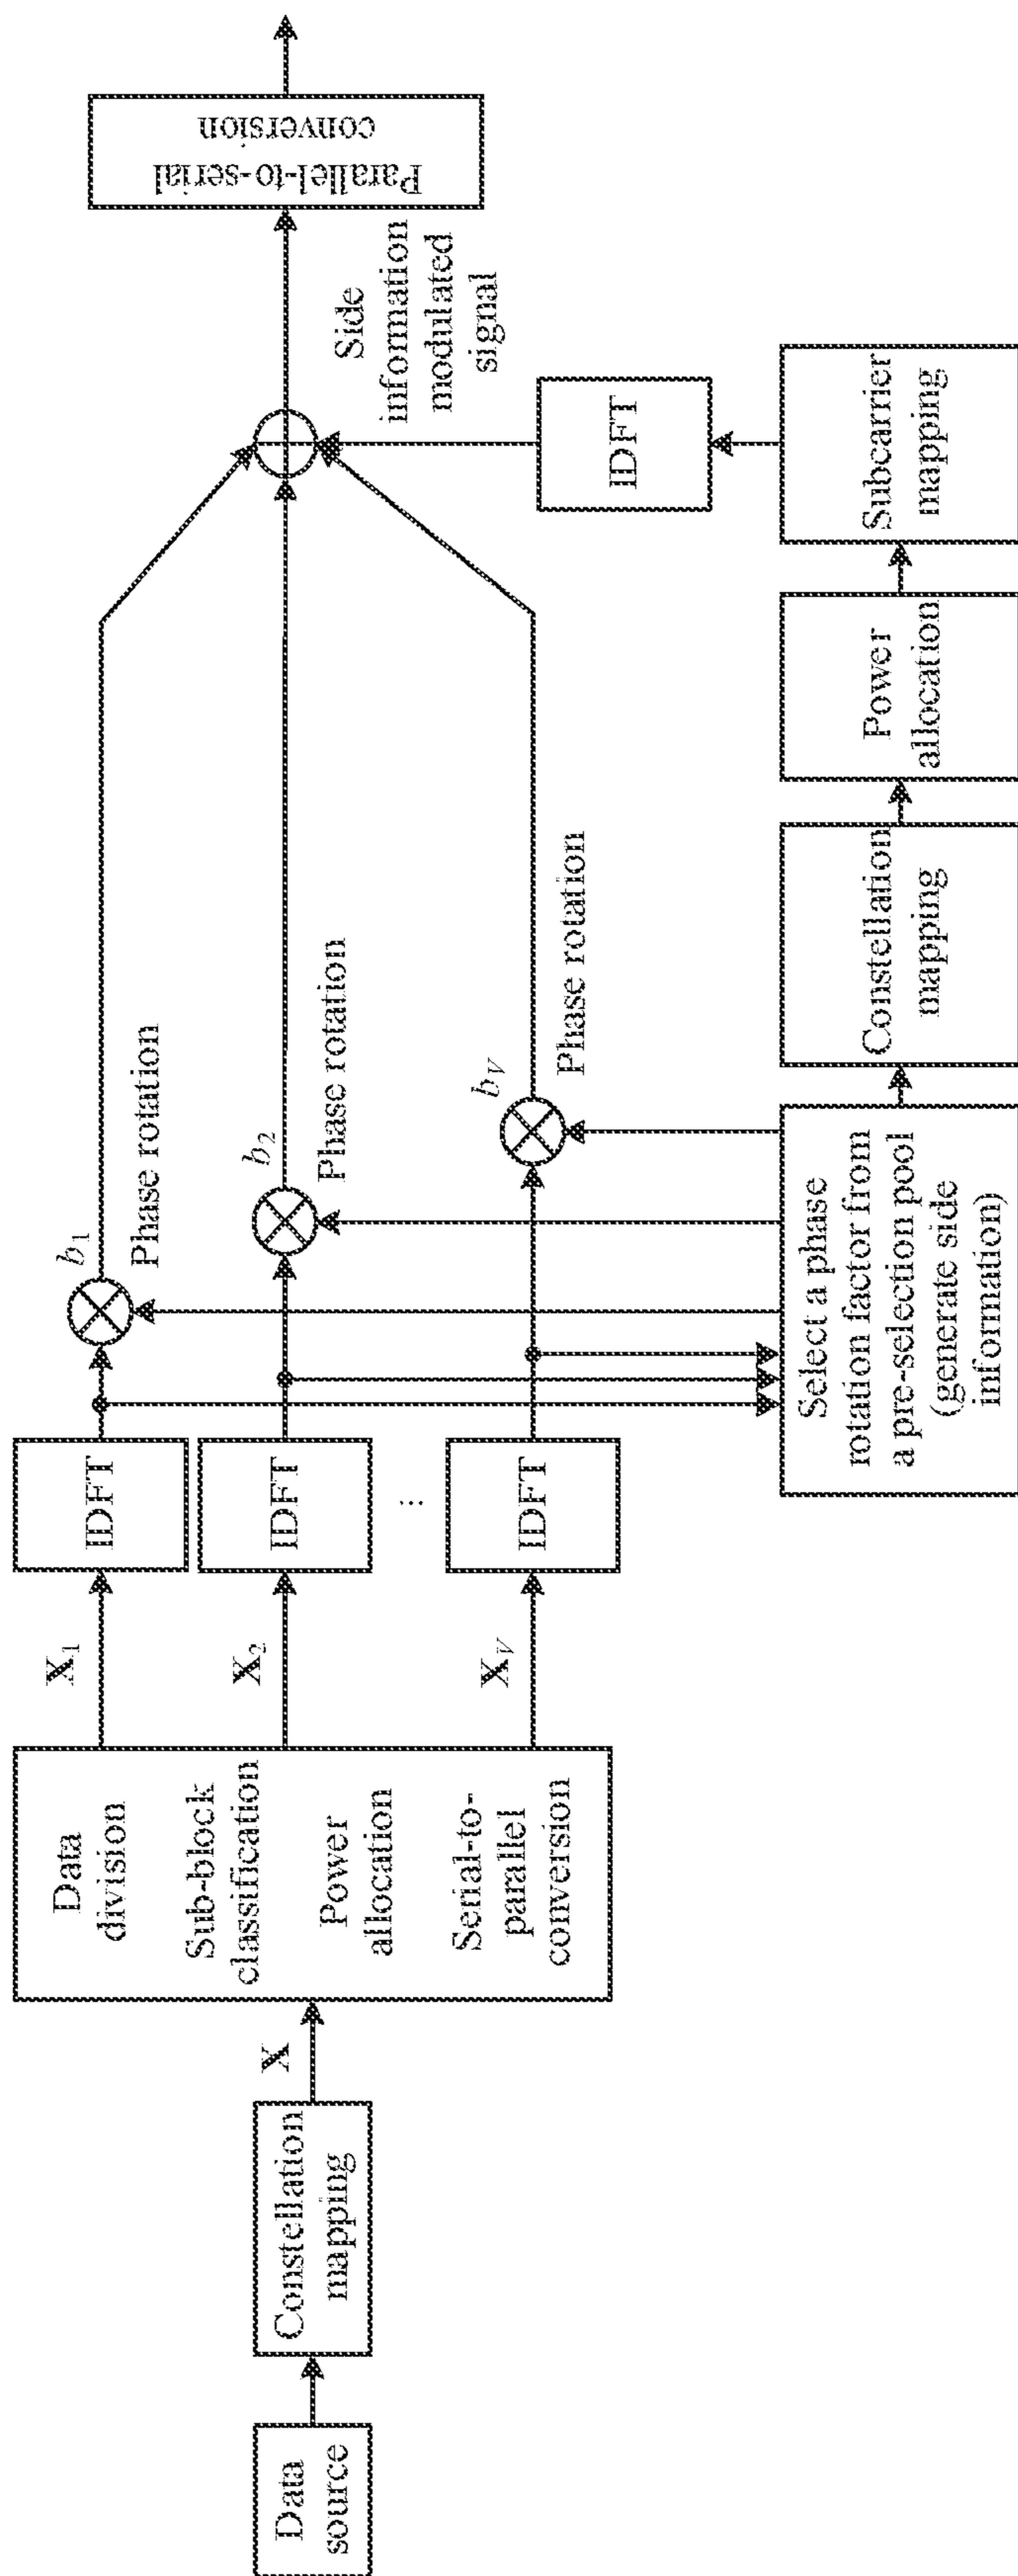 Data
source
Constellation
mapping
X
Data
division
Sub-block
classification
Power
allocation
Serial-to-
parallel
conversion
X₁
X₂
X_V
IDFT
IDFT
...
IDFT
b₁
Phase rotation
b₂
Phase rotation
b_V
Phase rotation
Select a phase
rotation factor from
a pre-selection pool
(generate side
information)
Constellation
mapping
Power
allocation
Subcarrier
mapping
IDFT
Side
information
modulated
signal
Parallel-to-serial
conversion